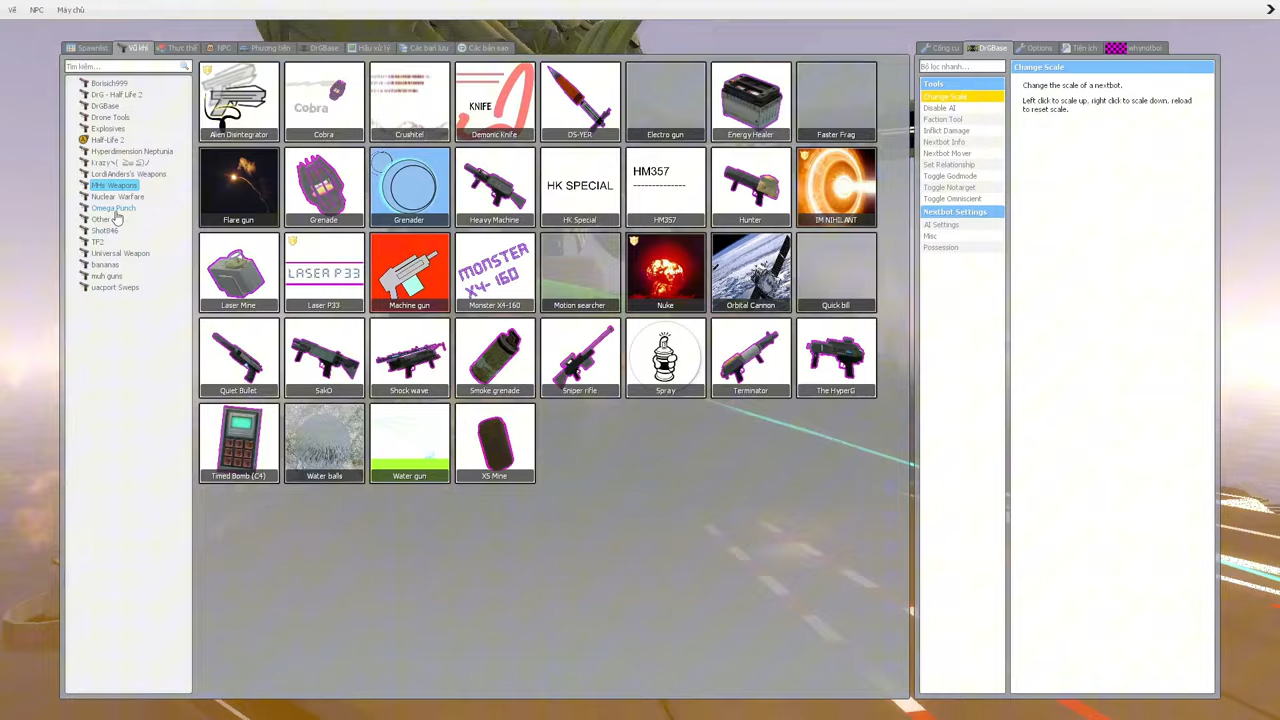 Vẽ NPC Máy chủ
Spawnlist Vũ khí Thực thể NPC Phương tiện DrGBase Hậu xử lý Các bản lưu Các bản sao
Tìm kiếm...
Borisich999
DrG - Half Life 2
DrGBase
Drone Tools
Explosives
Half-Life 2
Hyperdimension Neptunia
LordiAnders's Weapons
MHs Weapons
Nuclear Warfare
Omega Punch
Other
Shot846
TF2
Universal Weapon
bananas
muh guns
uacport Sweps
Alien Disintegrator
Cobra
Cobra
Crushitel
KNIFE
Demonic Knife
DS-YER
Electro gun
Energy Healer
Faster Frag
Flare gun
Grenade
Grenader
Heavy Machine
HK SPECIAL
HK Special
HM357
HM357
Hunter
IM NIHILANT
Laser Mine
LASER P33
Laser P33
Machine gun
MONSTER
X4-160
Monster X4-160
Motion searcher
Nuke
Orbital Cannon
Quick bill
Quiet Bullet
SakO
Shock wave
Smoke grenade
Sniper rifle
Spray
Terminator
The HyperG
Timed Bomb (C4)
Water balls
Water gun
XS Mine
Công cụ DrGBase Options Tiện ích whynotboi
Bộ lọc nhanh...
Tools
Change Scale
Disable AI
Faction Tool
Inflict Damage
Nextbot Info
Nextbot Mover
Set Relationship
Toggle Godmode
Toggle Notarget
Toggle Omniscient
Nextbot Settings
AI Settings
Misc
Possession
Change Scale
Change the scale of a nextbot.
Left click to scale up, right click to scale down, reload
to reset scale.